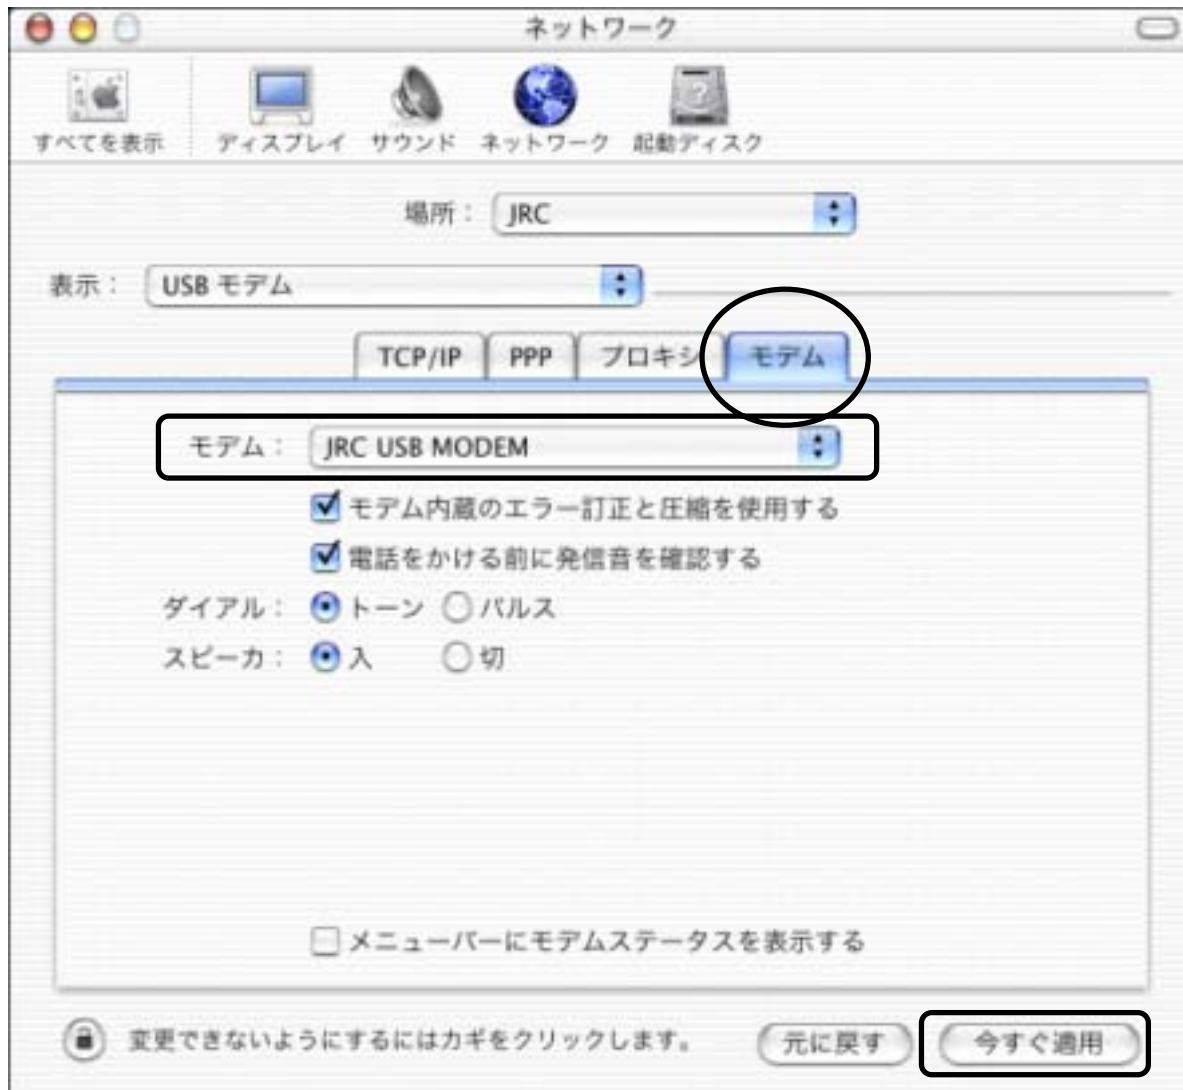 ネットワーク
すべてを表示 ディスプレイ サウンド ネットワーク 起動ディスク
場所： JRC
表示： USB モデム
TCP/IP PPP プロキシ モデム
モデム： JRC USB MODEM
モデム内蔵のエラー訂正と圧縮を使用する
電話をかける前に発信音を確認する
ダイアル： トーン パルス
スピーカ： 入 切
メニューバーにモデムステータスを表示する
変更できないようにするにはカギをクリックします。 元に戻す 今すぐ適用